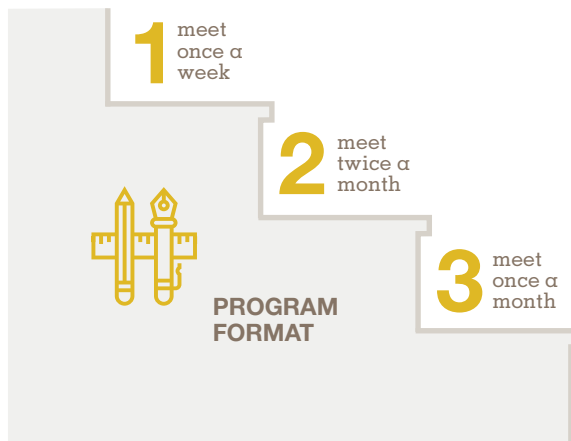 1
meet
once a
week
2
meet
twice a
month
3
meet
once a
month
PROGRAM
FORMAT